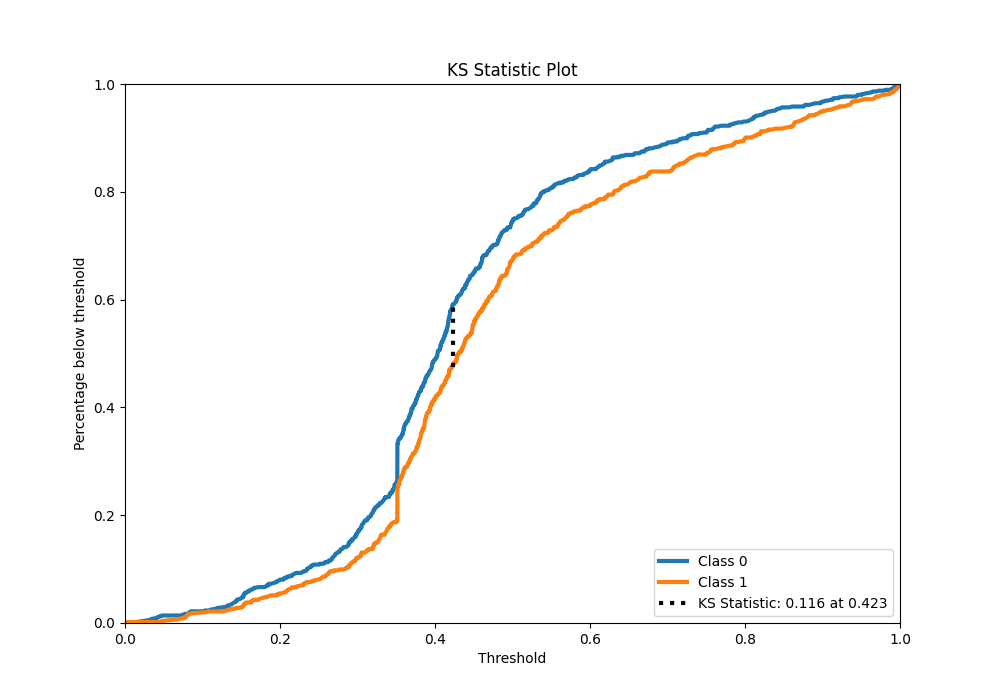 KS Statistic Plot
1.0
0.8
0.6
0.4
0.2
0.0
Percentage below threshold
0.0 0.2 0.4 0.6 0.8 1.0
Threshold
Class 0
Class 1
KS Statistic: 0.116 at 0.423